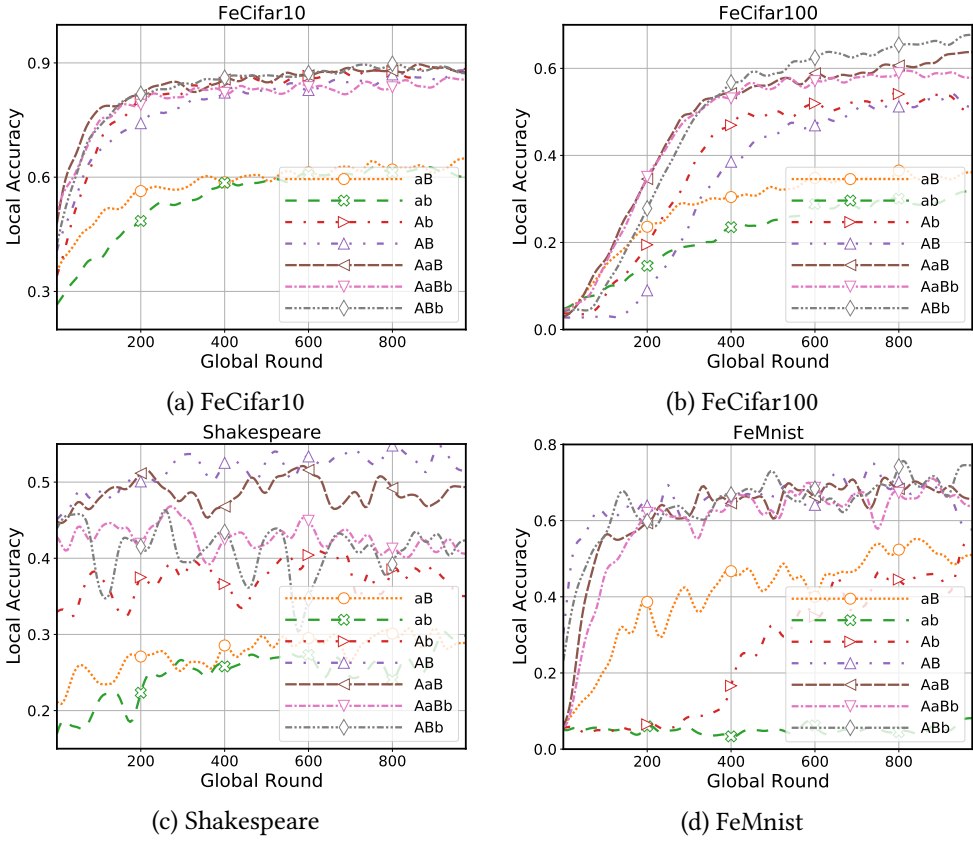 FeCifar10
Local Accuracy
0.9
0.6
0.3
aB
ab
Ab
AB
AaB
AaBb
ABb
200
400
600
800
Global Round
(a) FeCifar10
FeCifar100
Local Accuracy
0.6
0.4
0.2
0.0
aB
ab
Ab
AB
AaB
AaBb
ABb
200
400
600
800
Global Round
(b) FeCifar100
Shakespeare
Local Accuracy
0.5
0.4
0.3
0.2
aB
ab
Ab
AB
AaB
AaBb
ABb
200
400
600
800
Global Round
(c) Shakespeare
FeMnist
Local Accuracy
0.8
0.6
0.4
0.2
0.0
aB
ab
Ab
AB
AaB
AaBb
ABb
200
400
600
800
Global Round
(d) FeMnist